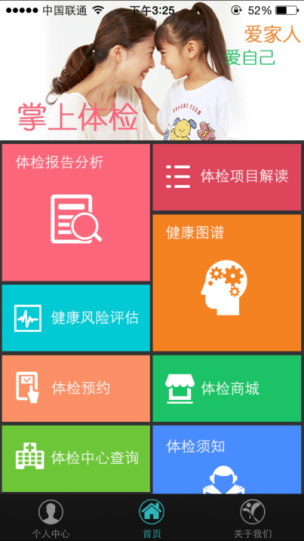 中国联通
下午3:25
52%
爱家人
爱自己
掌上体检
体检报告分析
体检项目解读
健康图谱
健康风险评估
体检预约
体检商城
体检中心查询
体检须知
个人中心
首页
关于我们